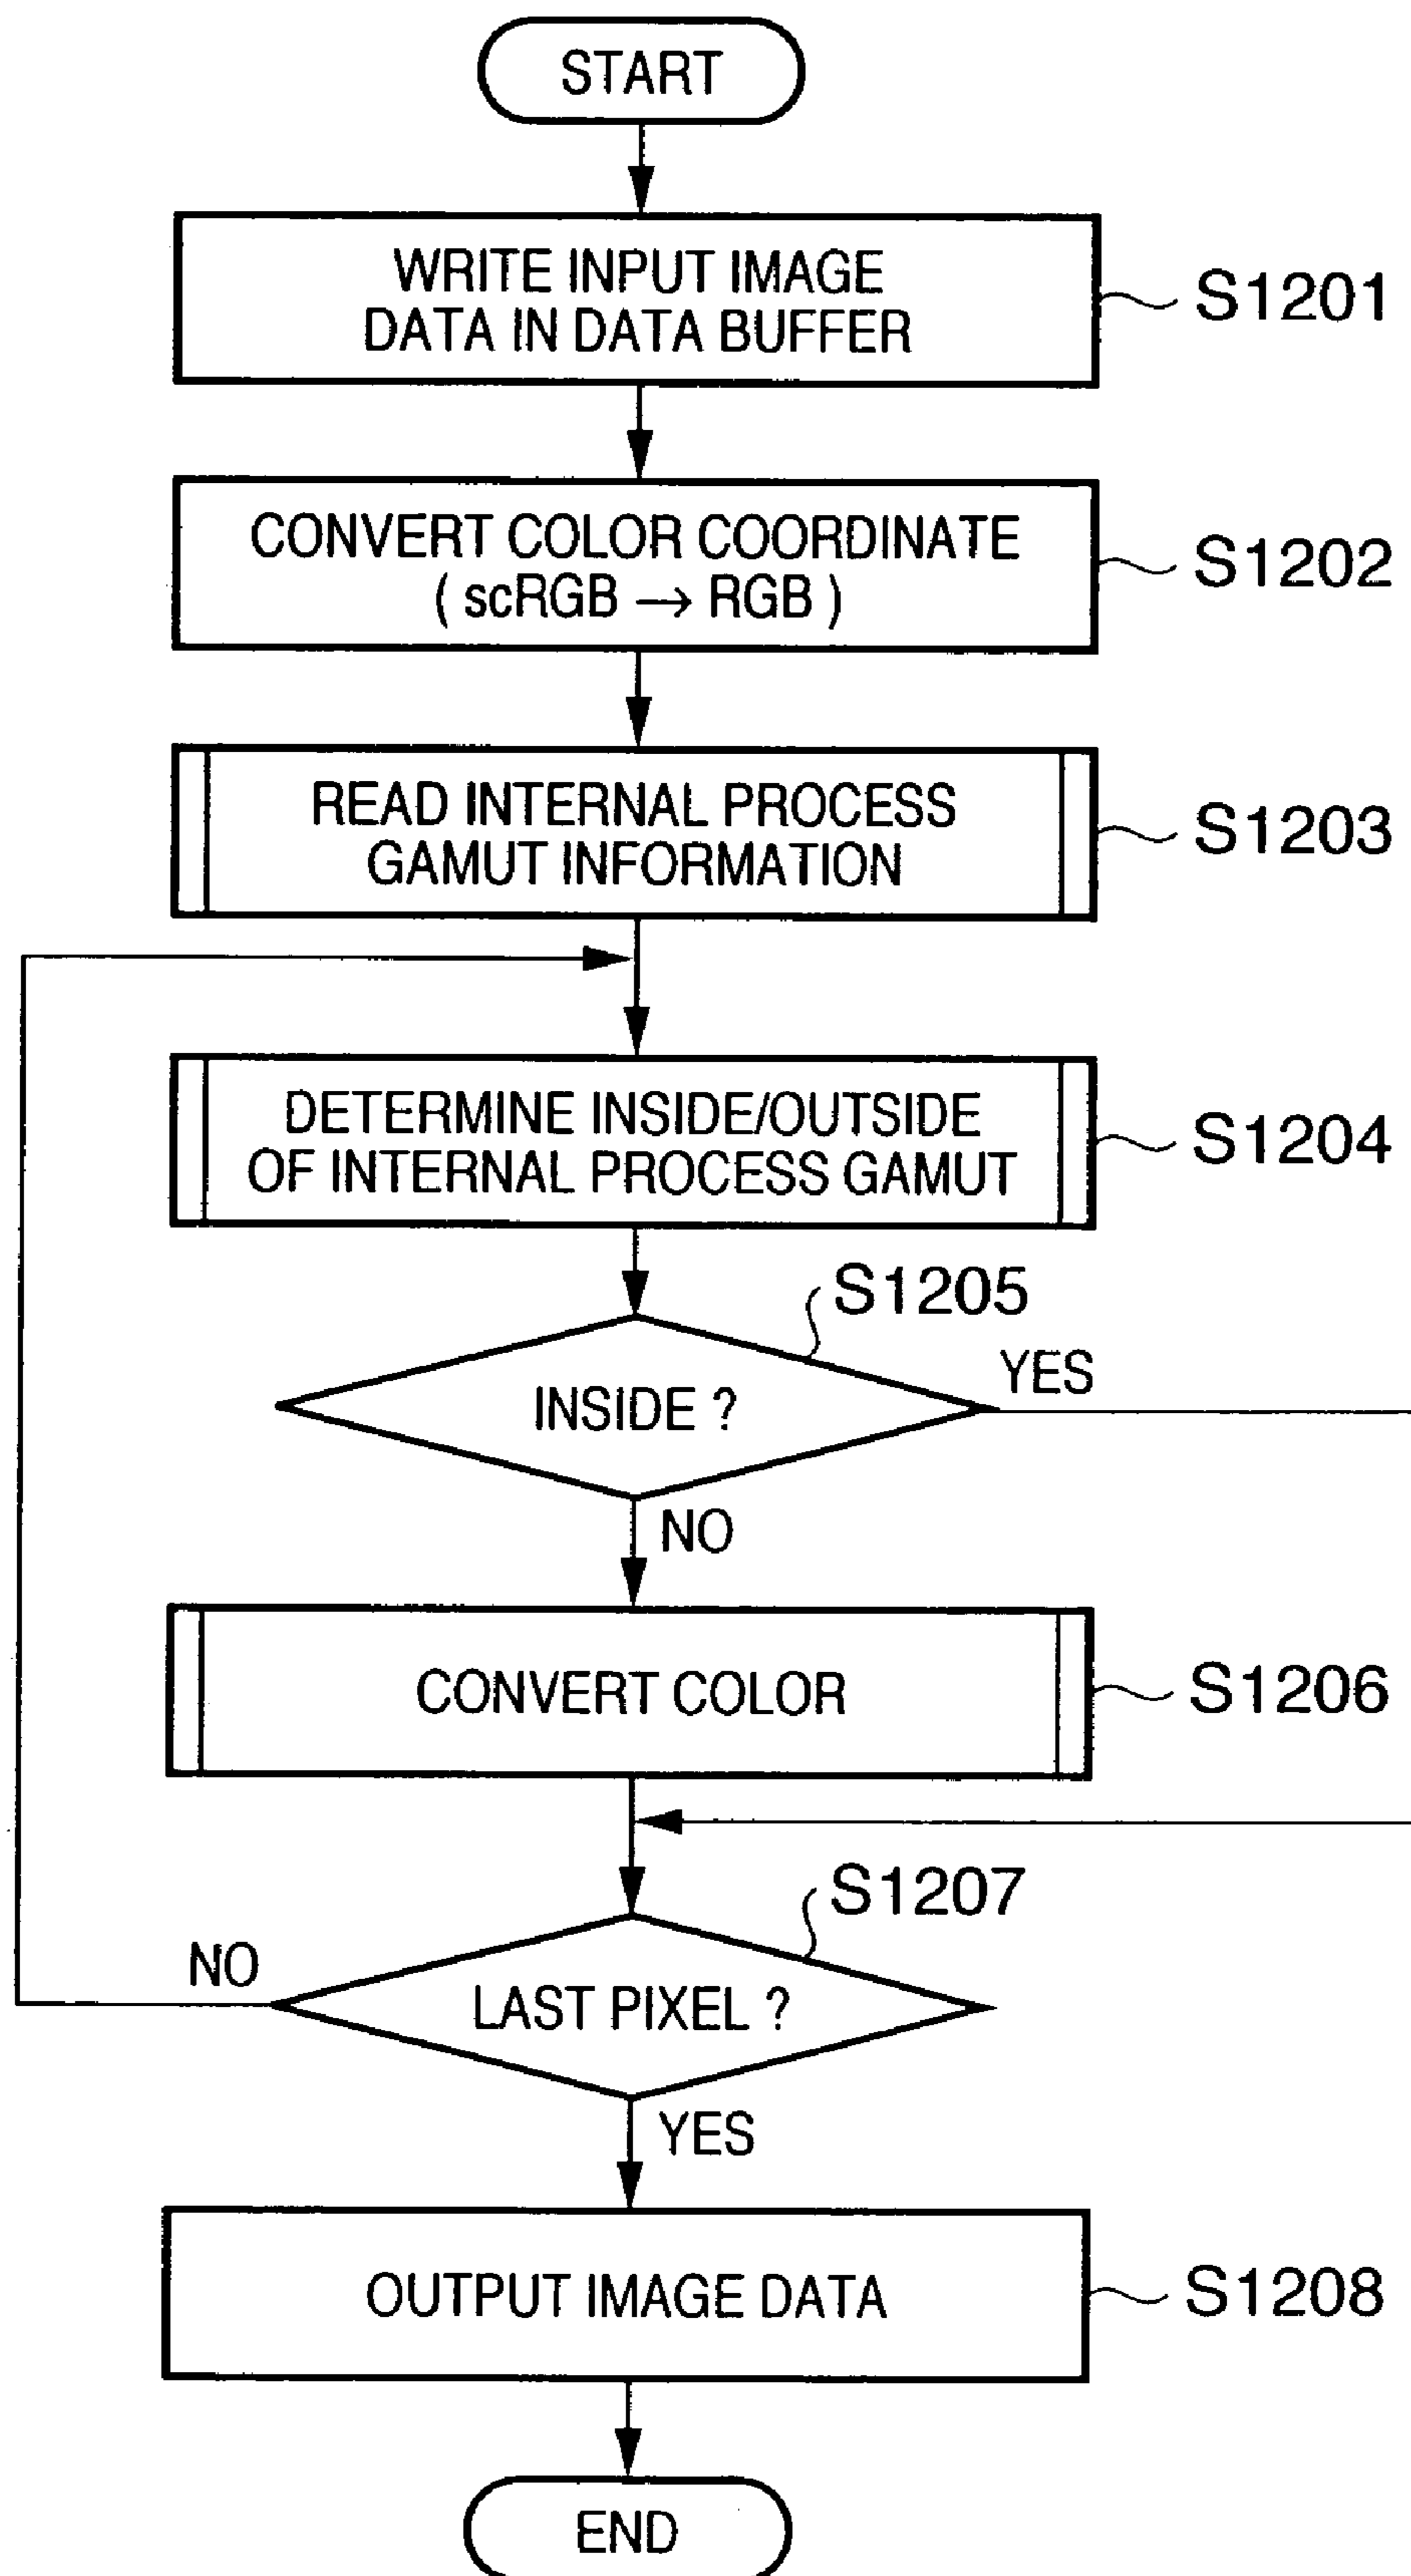 START
WRITE INPUT IMAGE
DATA IN DATA BUFFER
S1201
CONVERT COLOR COORDINATE
( scRGB → RGB )
S1202
READ INTERNAL PROCESS
GAMUT INFORMATION
S1203
DETERMINE INSIDE/OUTSIDE
OF INTERNAL PROCESS GAMUT
S1204
S1205
INSIDE ?
YES
NO
CONVERT COLOR
S1206
S1207
LAST PIXEL ?
NO
YES
OUTPUT IMAGE DATA
S1208
END